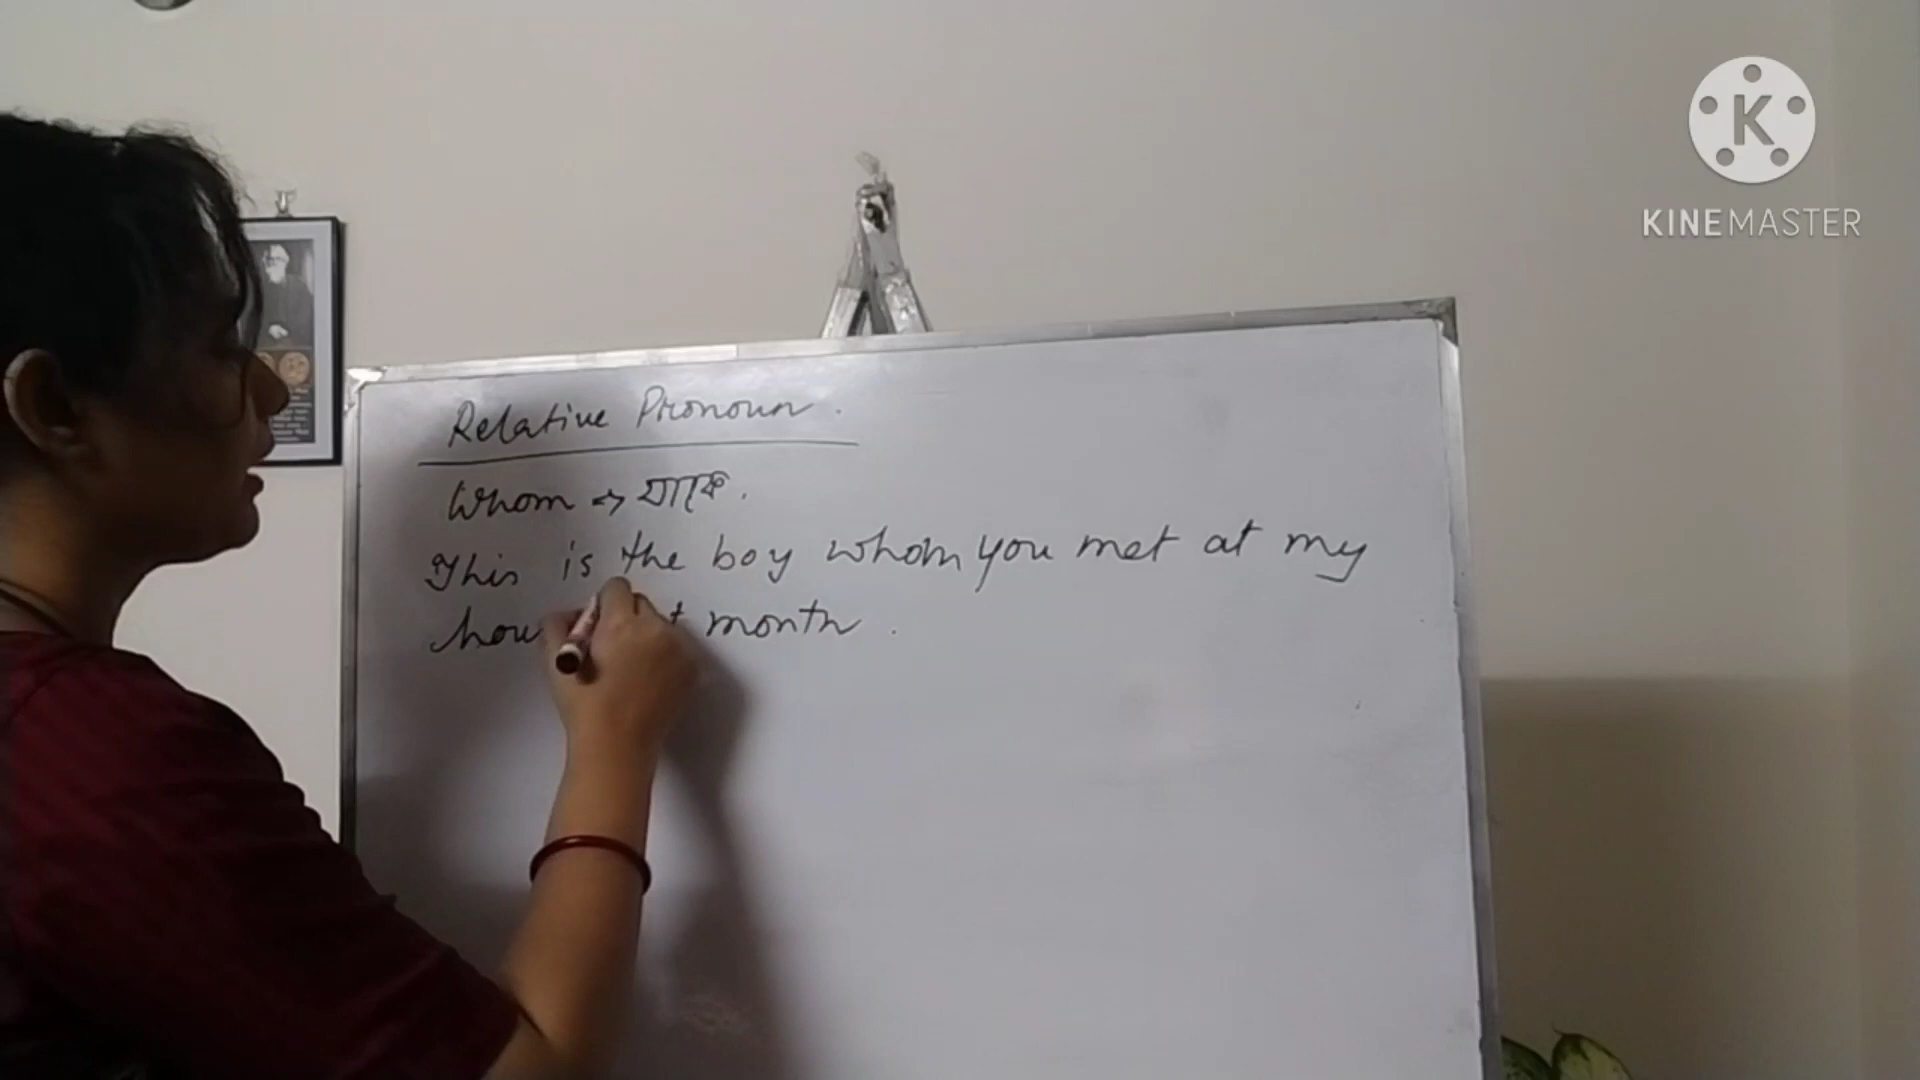 KINEMASTER
Relative Pronoun.
Whom ⇒ যাকে.
This is the boy whom you met at my
month.